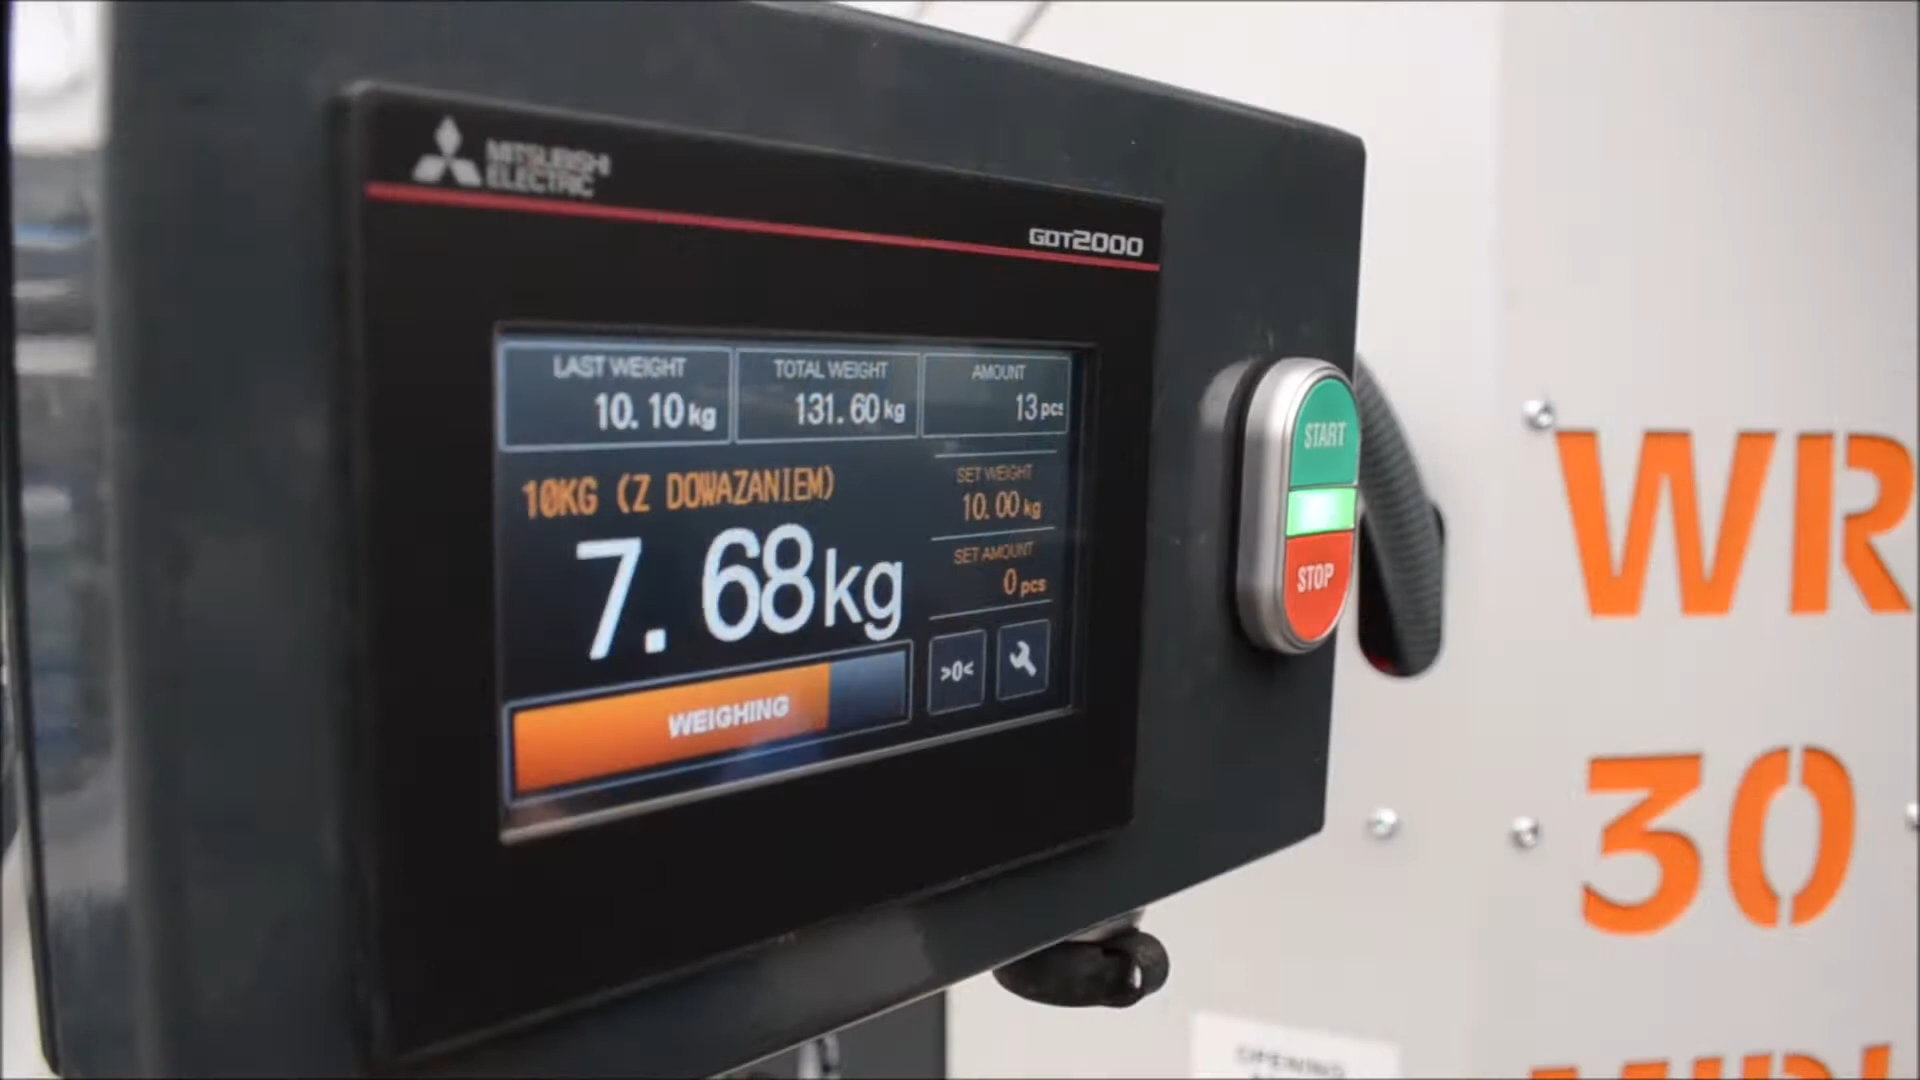 MITSUBISHI
ELECTRIC
GOT2000
LAST WEIGHT
10.10 kg
TOTAL WEIGHT
131.60 kg
AMOUNT
13 pcs
10KG (Z DOWAZANIEM)
7.68 kg
SET WEIGHT
10.00 kg
SET AMOUNT
0 pcs
>0<
WEIGHING
START
STOP
WR
30
OPENING